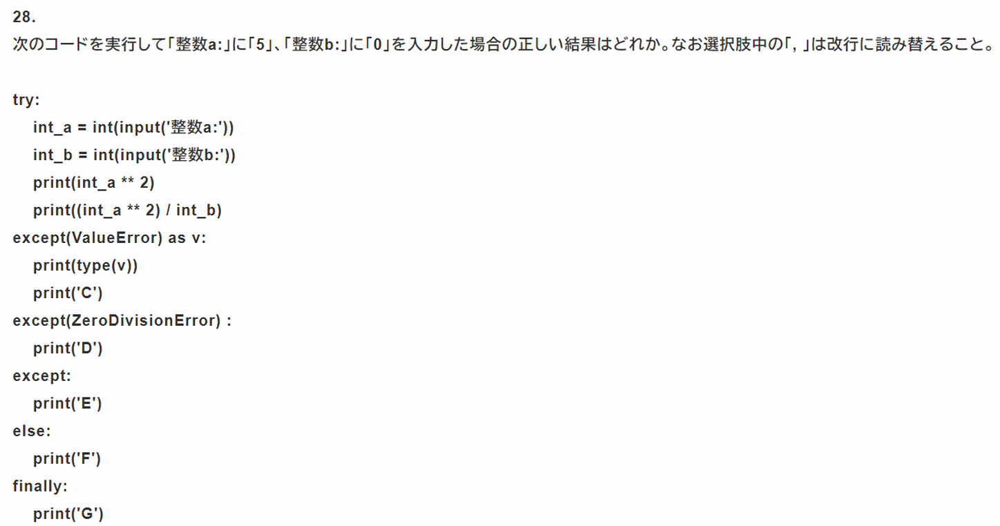 28.
次のコードを実行して「整数a:」に「5」、「整数b:」に「0」を入力した場合の正しい結果はどれか。なお選択肢中の「, 」は改行に読み替えること。
try:
    int_a = int(input('整数a:'))
    int_b = int(input('整数b:'))
    print(int_a ** 2)
    print((int_a ** 2) / int_b)
except(ValueError) as v:
    print(type(v))
    print('C')
except(ZeroDivisionError) :
    print('D')
except:
    print('E')
else:
    print('F')
finally:
    print('G')